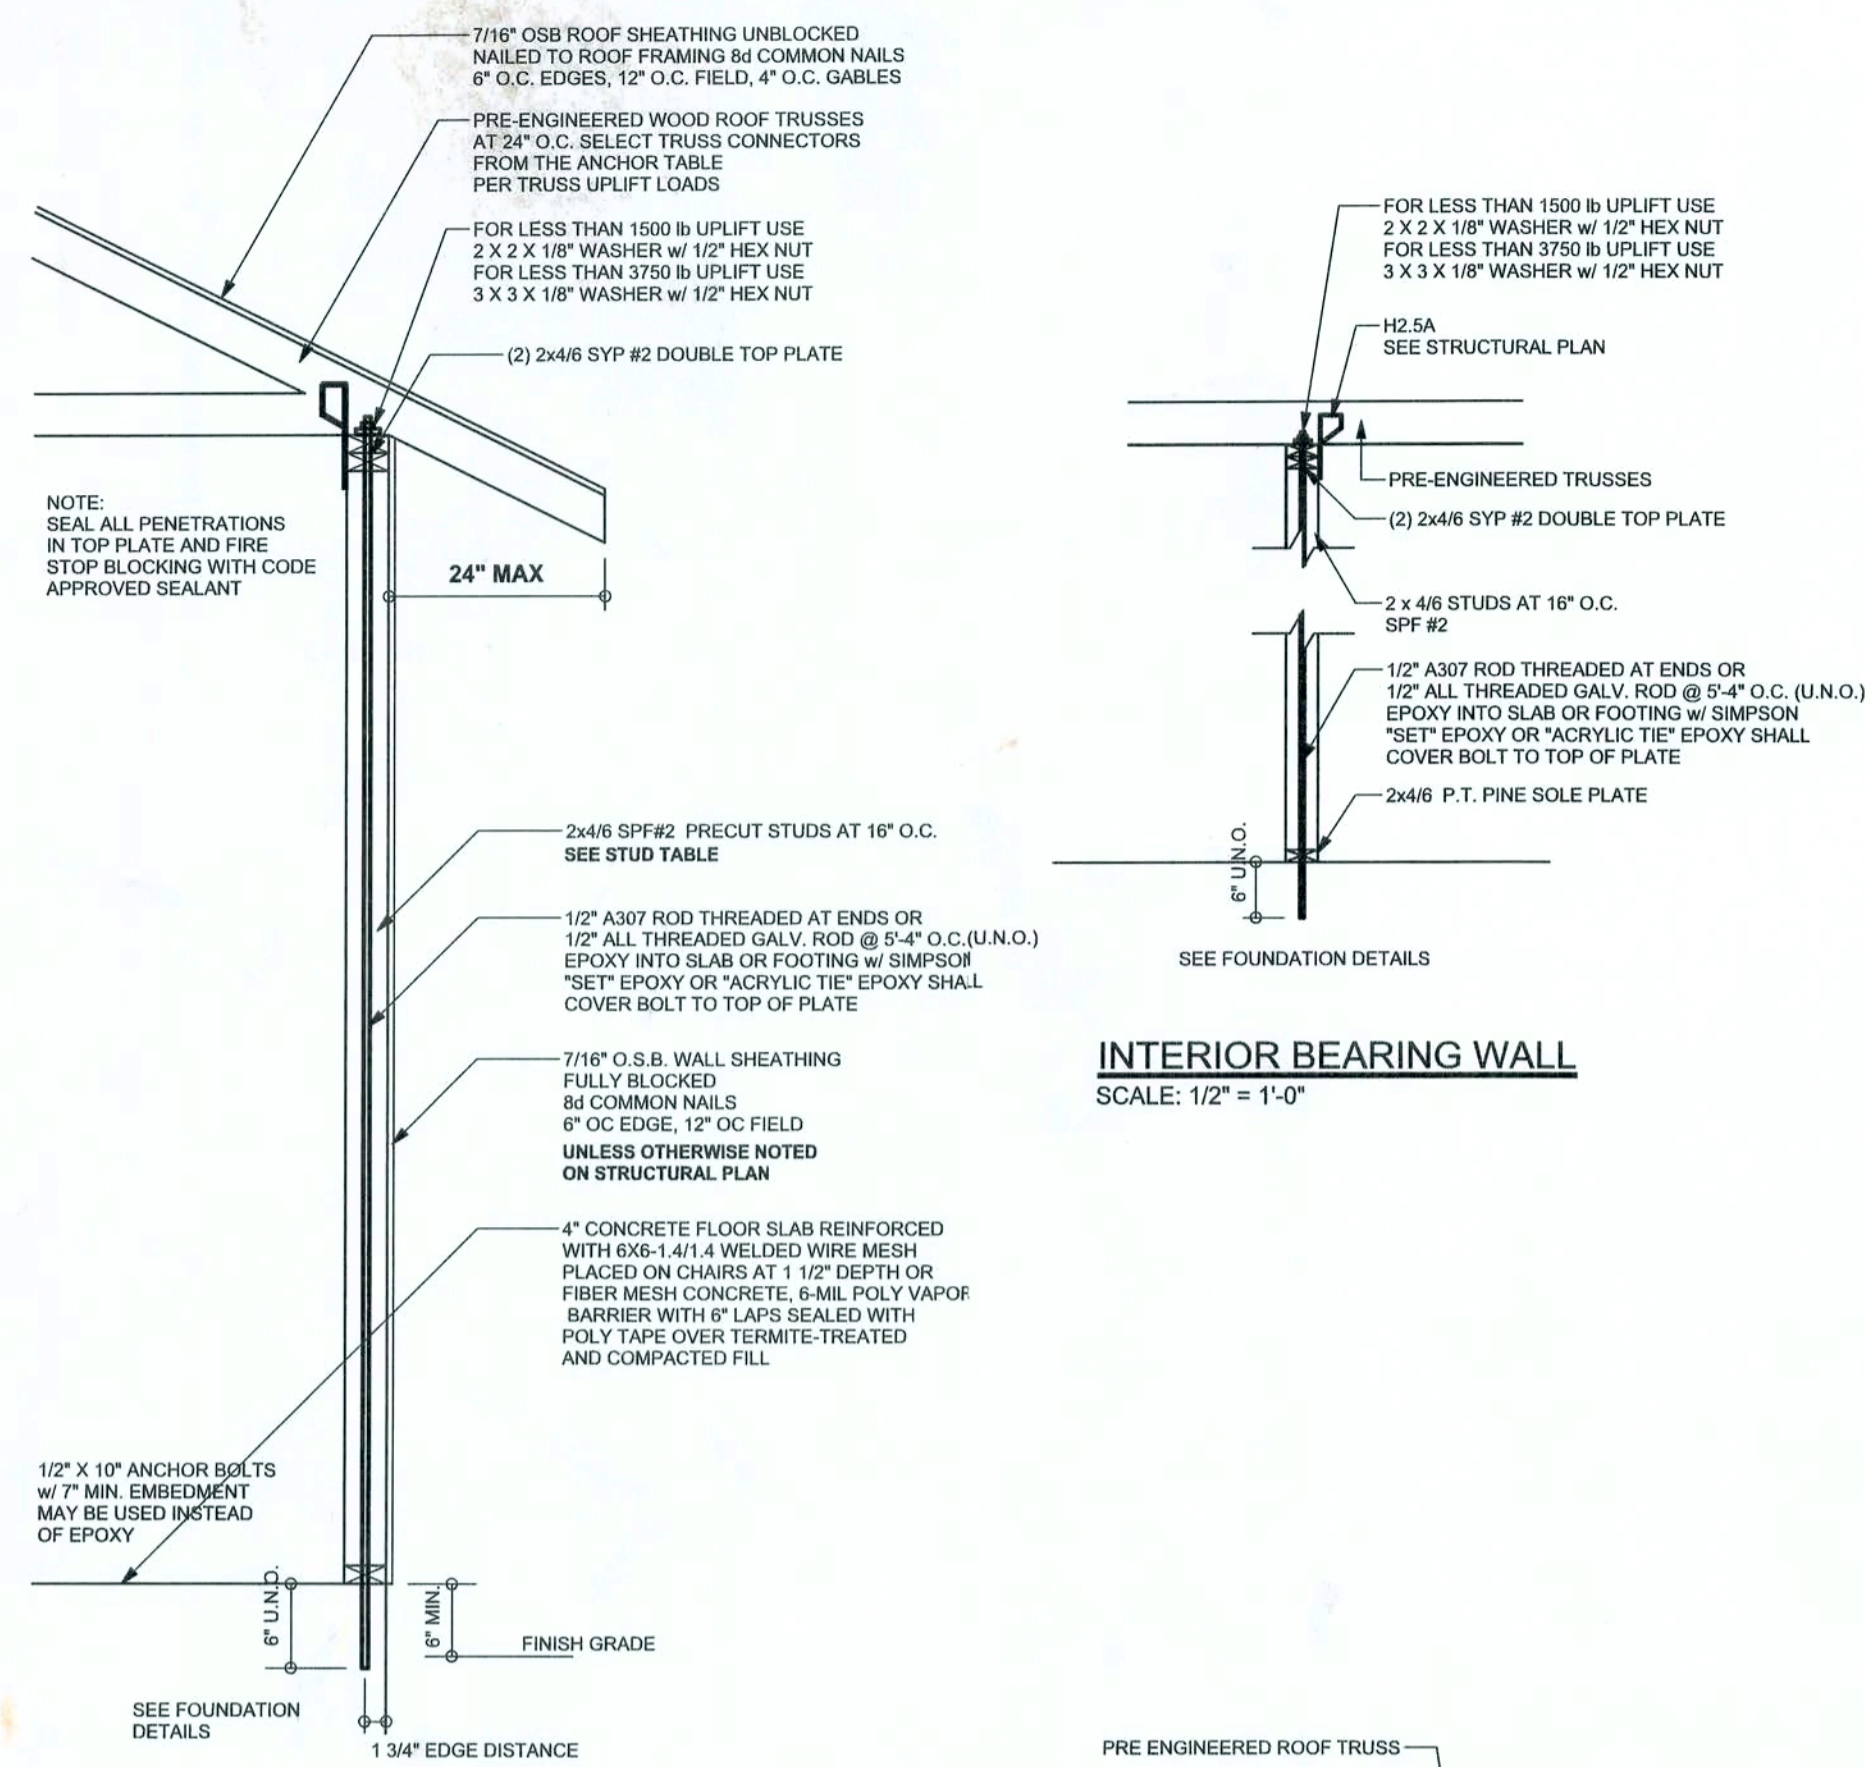 7/16" OSB ROOF SHEATHING UNBLOCKED
NAILED TO ROOF FRAMING 8d COMMON NAILS
6" O.C. EDGES, 12" O.C. FIELD, 4" O.C. GABLES
PRE-ENGINEERED WOOD ROOF TRUSSES
AT 24" O.C. SELECT TRUSS CONNECTORS
FROM THE ANCHOR TABLE
PER TRUSS UPLIFT LOADS
FOR LESS THAN 1500 lb UPLIFT USE
2 X 2 X 1/8" WASHER w/ 1/2" HEX NUT
FOR LESS THAN 3750 lb UPLIFT USE
3 X 3 X 1/8" WASHER w/ 1/2" HEX NUT
(2) 2x4/6 SYP #2 DOUBLE TOP PLATE
NOTE:
SEAL ALL PENETRATIONS
IN TOP PLATE AND FIRE
STOP BLOCKING WITH CODE
APPROVED SEALANT
24" MAX
2x4/6 SPF#2 PRECUT STUDS AT 16" O.C.
SEE STUD TABLE
1/2" A307 ROD THREADED AT ENDS OR
1/2" ALL THREADED GALV. ROD @ 5'-4" O.C.(U.N.O.)
EPOXY INTO SLAB OR FOOTING w/ SIMPSON
"SET" EPOXY OR "ACRYLIC TIE" EPOXY SHALL
COVER BOLT TO TOP OF PLATE
7/16" O.S.B. WALL SHEATHING
FULLY BLOCKED
8d COMMON NAILS
6" OC EDGE, 12" OC FIELD
UNLESS OTHERWISE NOTED
ON STRUCTURAL PLAN
4" CONCRETE FLOOR SLAB REINFORCED
WITH 6X6-1.4/1.4 WELDED WIRE MESH
PLACED ON CHAIRS AT 1 1/2" DEPTH OR
FIBER MESH CONCRETE, 6-MIL POLY VAPOR
BARRIER WITH 6" LAPS SEALED WITH
POLY TAPE OVER TERMITE-TREATED
AND COMPACTED FILL
1/2" X 10" ANCHOR BOLTS
w/ 7" MIN. EMBEDMENT
MAY BE USED INSTEAD
OF EPOXY
6" U.N.O.
6" MIN.
FINISH GRADE
SEE FOUNDATION
DETAILS
1 3/4" EDGE DISTANCE
FOR LESS THAN 1500 lb UPLIFT USE
2 X 2 X 1/8" WASHER w/ 1/2" HEX NUT
FOR LESS THAN 3750 lb UPLIFT USE
3 X 3 X 1/8" WASHER w/ 1/2" HEX NUT
H2.5A
SEE STRUCTURAL PLAN
PRE-ENGINEERED TRUSSES
(2) 2x4/6 SYP #2 DOUBLE TOP PLATE
2 x 4/6 STUDS AT 16" O.C.
SPF #2
1/2" A307 ROD THREADED AT ENDS OR
1/2" ALL THREADED GALV. ROD @ 5'-4" O.C. (U.N.O.)
EPOXY INTO SLAB OR FOOTING w/ SIMPSON
"SET" EPOXY OR "ACRYLIC TIE" EPOXY SHALL
COVER BOLT TO TOP OF PLATE
2x4/6 P.T. PINE SOLE PLATE
6" U.N.O.
SEE FOUNDATION DETAILS
INTERIOR BEARING WALL
SCALE: 1/2" = 1'-0"
PRE ENGINEERED ROOF TRUSS